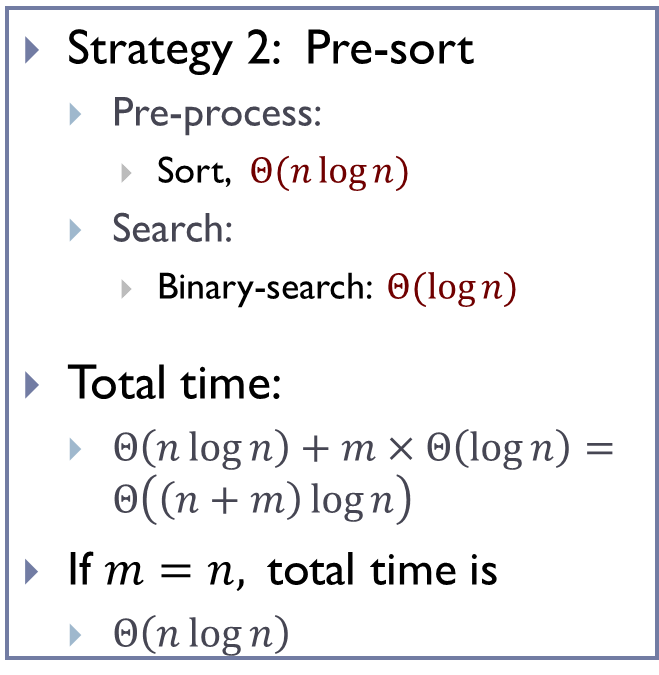 Strategy 2: Pre-sort
Pre-process:
Sort, Θ(n log n)
Search:
Binary-search: Θ(log n)
Total time:
Θ(n log n) + m × Θ(log n) =
Θ((n + m) log n)
If m = n, total time is
Θ(n log n)